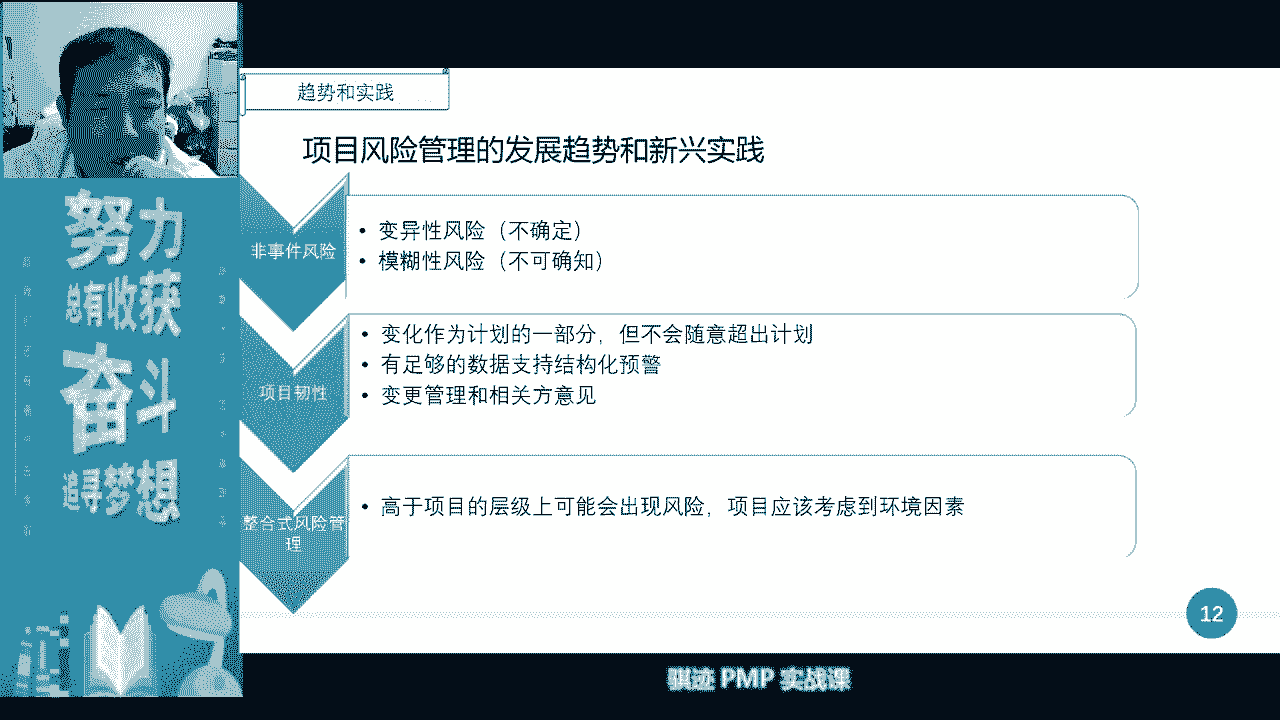 趋势和实践
项目风险管理的发展趋势和新兴实践
非事件风险
• 变异性风险（不确定）
• 模糊性风险（不可确知）
项目韧性
• 变化作为计划的一部分，但不会随意超出计划
• 有足够的数据支持结构化预警
• 变更管理和相关方意见
整合式风险管
理
• 高于项目的层级上可能会出现风险，项目应该考虑到环境因素
努力
总有收获
奋斗
追寻梦想
12
骐迹 PMP 实战课